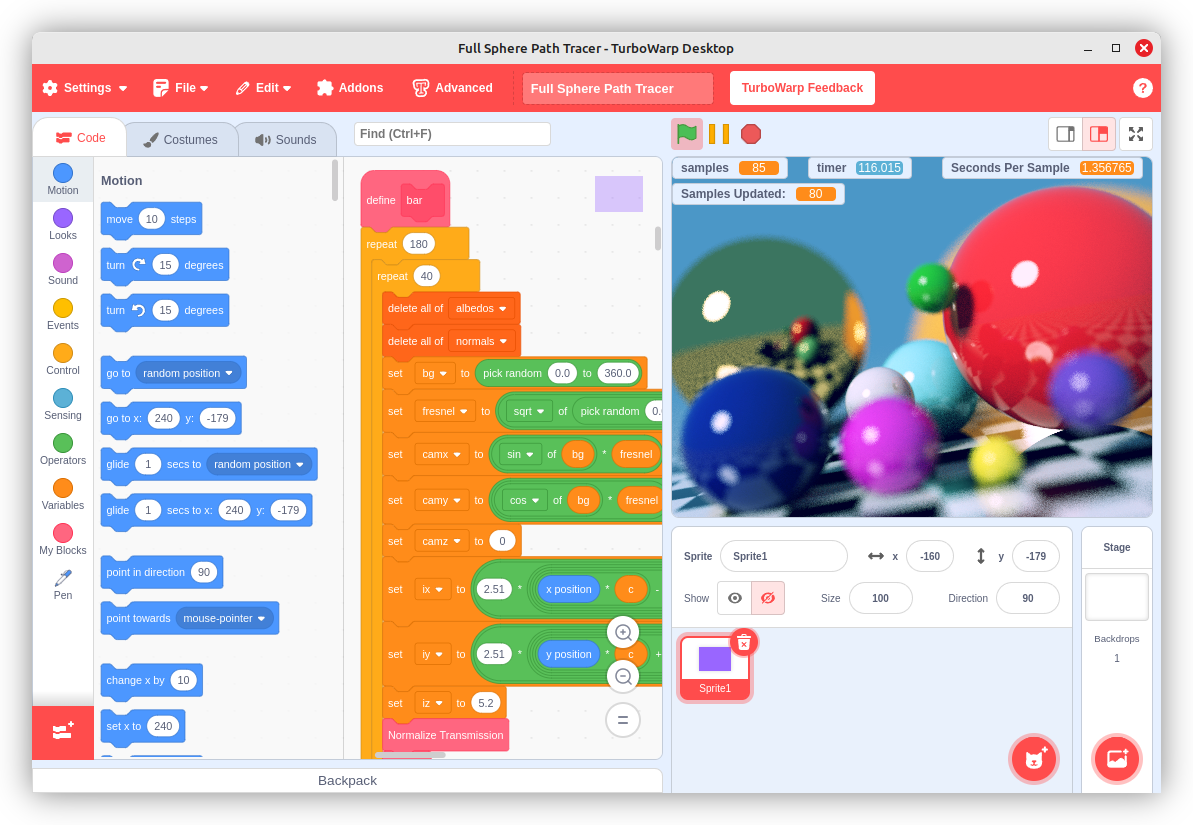 Full Sphere Path Tracer - TurboWarp Desktop
Settings File Edit Addons Advanced Full Sphere Path Tracer TurboWarp Feedback ?
Code Costumes Sounds Find (Ctrl+F)
Motion
Looks
Sound
Events
Control
Sensing
Operators
Variables
My Blocks
Pen
Motion
move 10 steps
turn 15 degrees
turn 15 degrees
go to random position
go to x: 240 y: -179
glide 1 secs to random position
glide 1 secs to x: 240 y: -179
point in direction 90
point towards mouse-pointer
change x by 10
set x to 240
define bar
repeat 180
repeat 40
delete all of albedos
delete all of normals
set bg to pick random 0.0 to 360.0
set fresnel to sqrt of pick random 0.
set camx to sin of bg * fresnel
set camy to cos of bg * fresnel
set camz to 0
set ix to 2.51 * x position * c -
set iy to 2.51 * y position * c +
set iz to 5.2
Normalize Transmission
Backpack
samples 85 timer 116.015 Seconds Per Sample 1.356765
Samples Updated: 80
Sprite Sprite1 x -160 y -179
Show Size 100 Direction 90
Sprite1
Stage
Backdrops
1